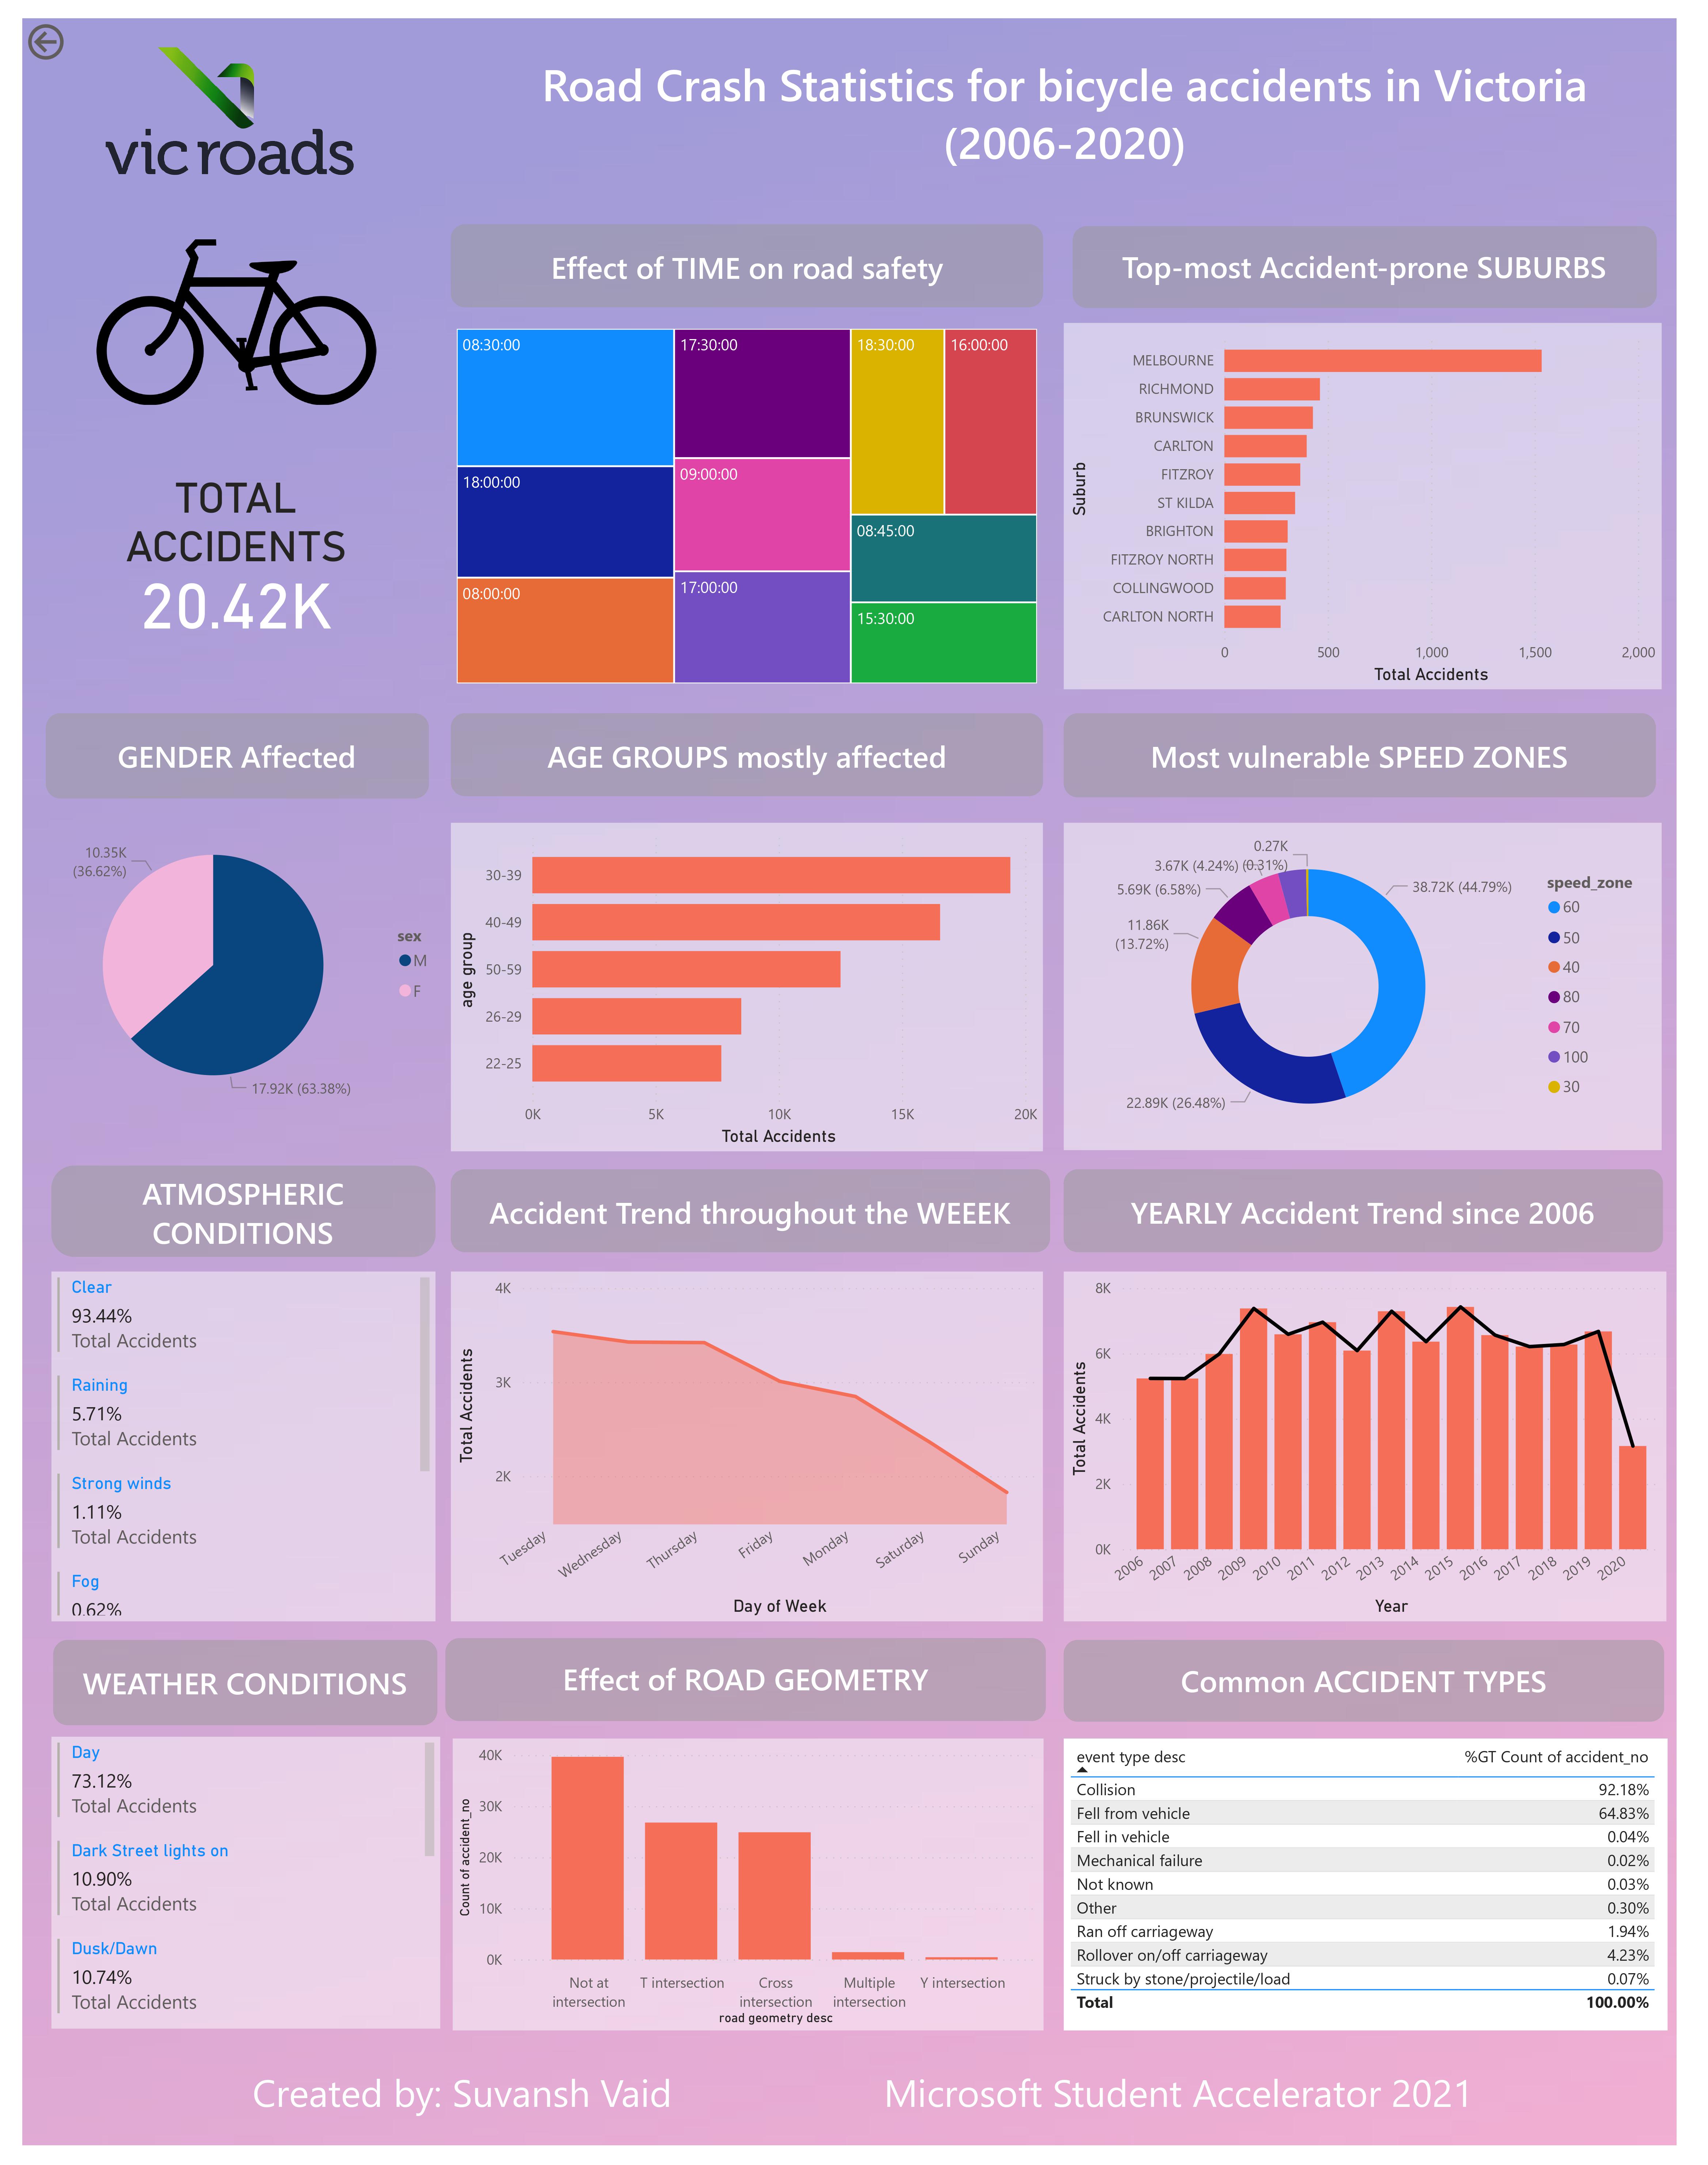 vic roads
Road Crash Statistics for bicycle accidents in Victoria
(2006-2020)
TOTAL
ACCIDENTS
20.42K
Effect of TIME on road safety
08:30:00
18:00:00
08:00:00
17:30:00
09:00:00
17:00:00
18:30:00
16:00:00
08:45:00
15:30:00
Top-most Accident-prone SUBURBS
Suburb
MELBOURNE
RICHMOND
BRUNSWICK
CARLTON
FITZROY
ST KILDA
BRIGHTON
FITZROY NORTH
COLLINGWOOD
CARLTON NORTH
0 500 1,000 1,500 2,000
Total Accidents
GENDER Affected
10.35K
(36.62%)
17.92K (63.38%)
sex
M
F
AGE GROUPS mostly affected
age group
30-39
40-49
50-59
26-29
22-25
0K 5K 10K 15K 20K
Total Accidents
Most vulnerable SPEED ZONES
0.27K
(0.31%)
3.67K (4.24%)
5.69K (6.58%)
11.86K
(13.72%)
22.89K (26.48%)
38.72K (44.79%)
speed_zone
60
50
40
80
70
100
30
ATMOSPHERIC
CONDITIONS
Clear
93.44%
Total Accidents
Raining
5.71%
Total Accidents
Strong winds
1.11%
Total Accidents
Fog
0.62%
Accident Trend throughout the WEEEK
Total Accidents
4K
3K
2K
Tuesday Wednesday Thursday Friday Monday Saturday Sunday
Day of Week
YEARLY Accident Trend since 2006
Total Accidents
8K
6K
4K
2K
0K
2006 2007 2008 2009 2010 2011 2012 2013 2014 2015 2016 2017 2018 2019 2020
Year
WEATHER CONDITIONS
Day
73.12%
Total Accidents
Dark Street lights on
10.90%
Total Accidents
Dusk/Dawn
10.74%
Total Accidents
Effect of ROAD GEOMETRY
Count of accident_no
40K
30K
20K
10K
0K
Not at intersection
T intersection
Cross intersection
Multiple intersection
Y intersection
road geometry desc
Common ACCIDENT TYPES
event type desc %GT Count of accident_no
Collision 92.18%
Fell from vehicle 64.83%
Fell in vehicle 0.04%
Mechanical failure 0.02%
Not known 0.03%
Other 0.30%
Ran off carriageway 1.94%
Rollover on/off carriageway 4.23%
Struck by stone/projectile/load 0.07%
Total 100.00%
Created by: Suvansh Vaid
Microsoft Student Accelerator 2021